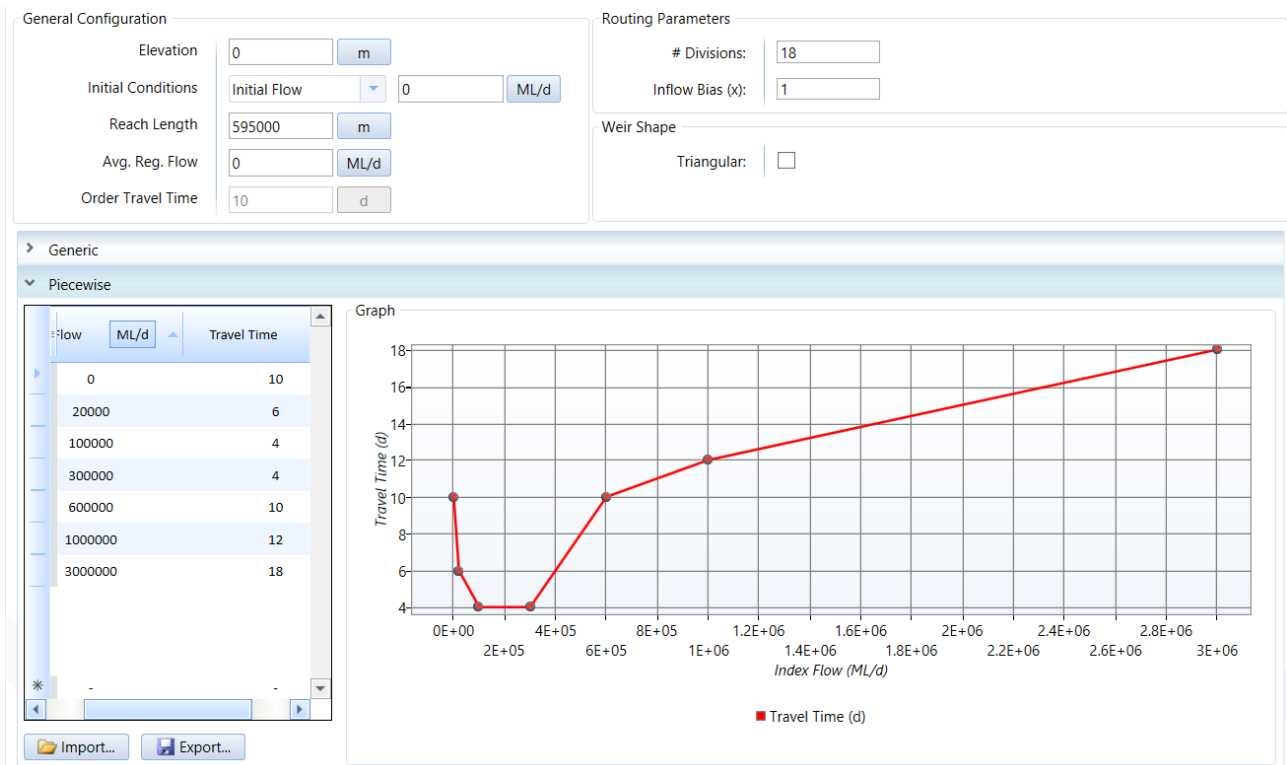 General Configuration
Elevation 0 m
Initial Conditions Initial Flow 0 ML/d
Reach Length 595000 m
Avg. Reg. Flow 0 ML/d
Order Travel Time 10 d
Routing Parameters
# Divisions: 18
Inflow Bias (x): 1
Weir Shape
Triangular:
Generic
Piecewise
Flow ML/d Travel Time
0 10
20000 6
100000 4
300000 4
600000 10
1000000 12
3000000 18
* - -
Import... Export...
Graph
18
16
14
12
10
8
6
4
Travel Time (d)
0E+00 4E+05 8E+05 1.2E+06 1.6E+06 2E+06 2.4E+06 2.8E+06
2E+05 6E+05 1E+06 1.4E+06 1.8E+06 2.2E+06 2.6E+06 3E+06
Index Flow (ML/d)
Travel Time (d)